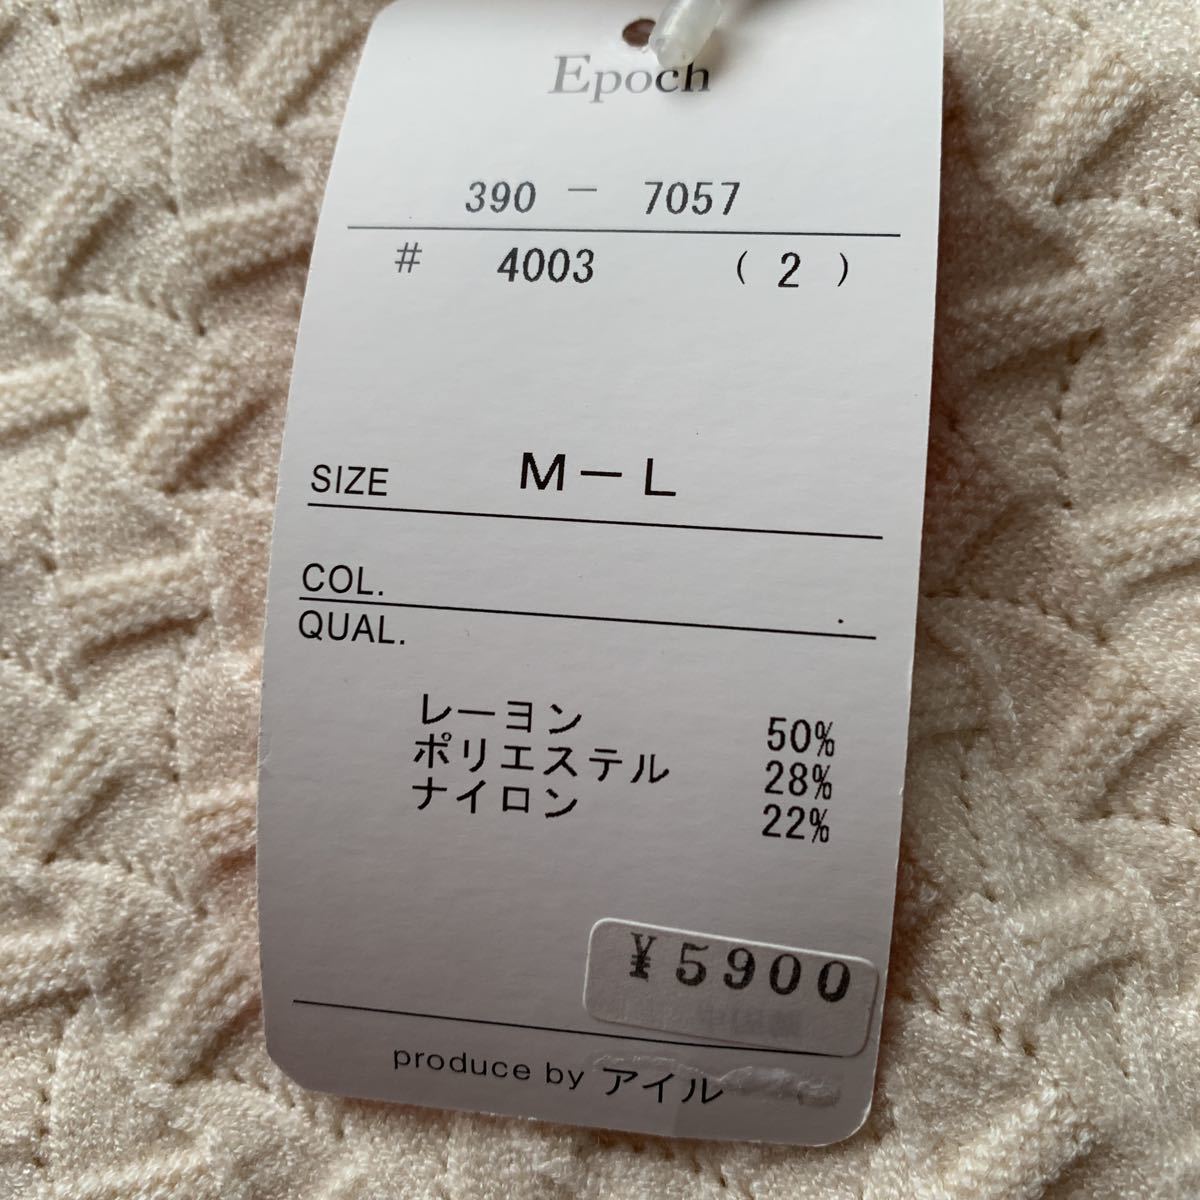 Epoch
390 — 7057
# 4003 ( 2 )
SIZE M－L
COL.
QUAL.
レーヨン 50%
ポリエステル 28%
ナイロン 22%
¥5900
produce by アイル